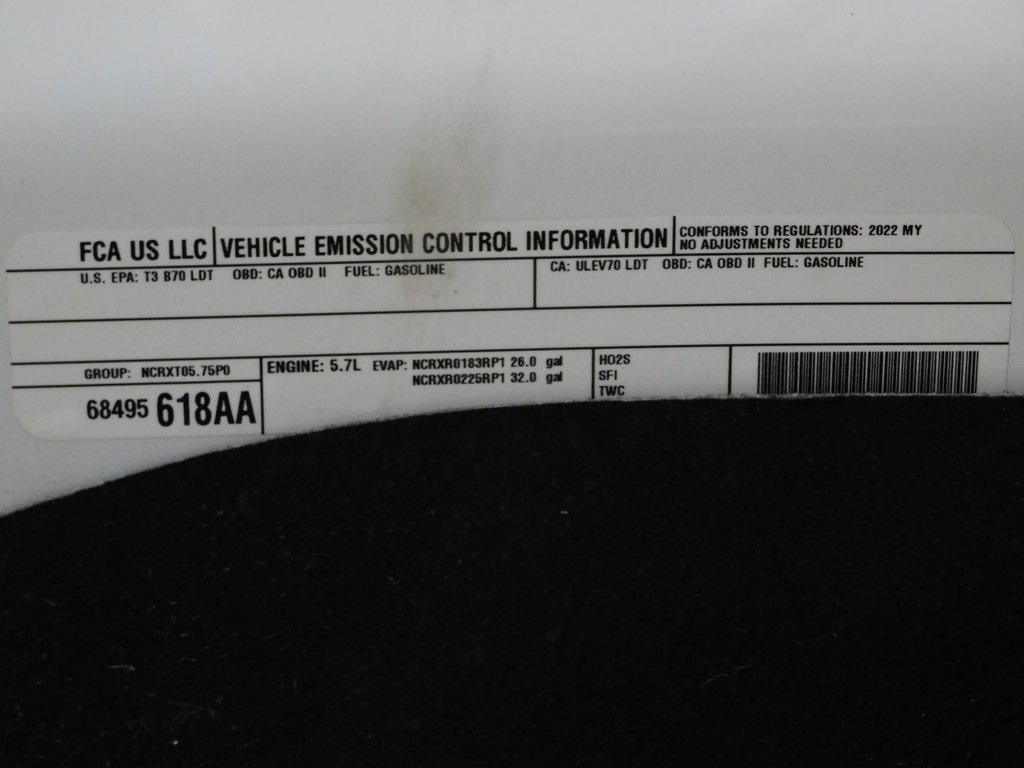 FCA US LLC VEHICLE EMISSION CONTROL INFORMATION
CONFORMS TO REGULATIONS: 2022 MY
NO ADJUSTMENTS NEEDED
U.S. EPA: T3 B70 LDT OBD: CA OBD II FUEL: GASOLINE
CA: ULEV70 LDT OBD: CA OBD II FUEL: GASOLINE
GROUP: NCRXT05.75P0
68495 618AA
ENGINE: 5.7L EVAP: NCRXR0183RP1 26.0 gal
NCRXR0225RP1 32.0 gal
HO2S
SFI
TWC